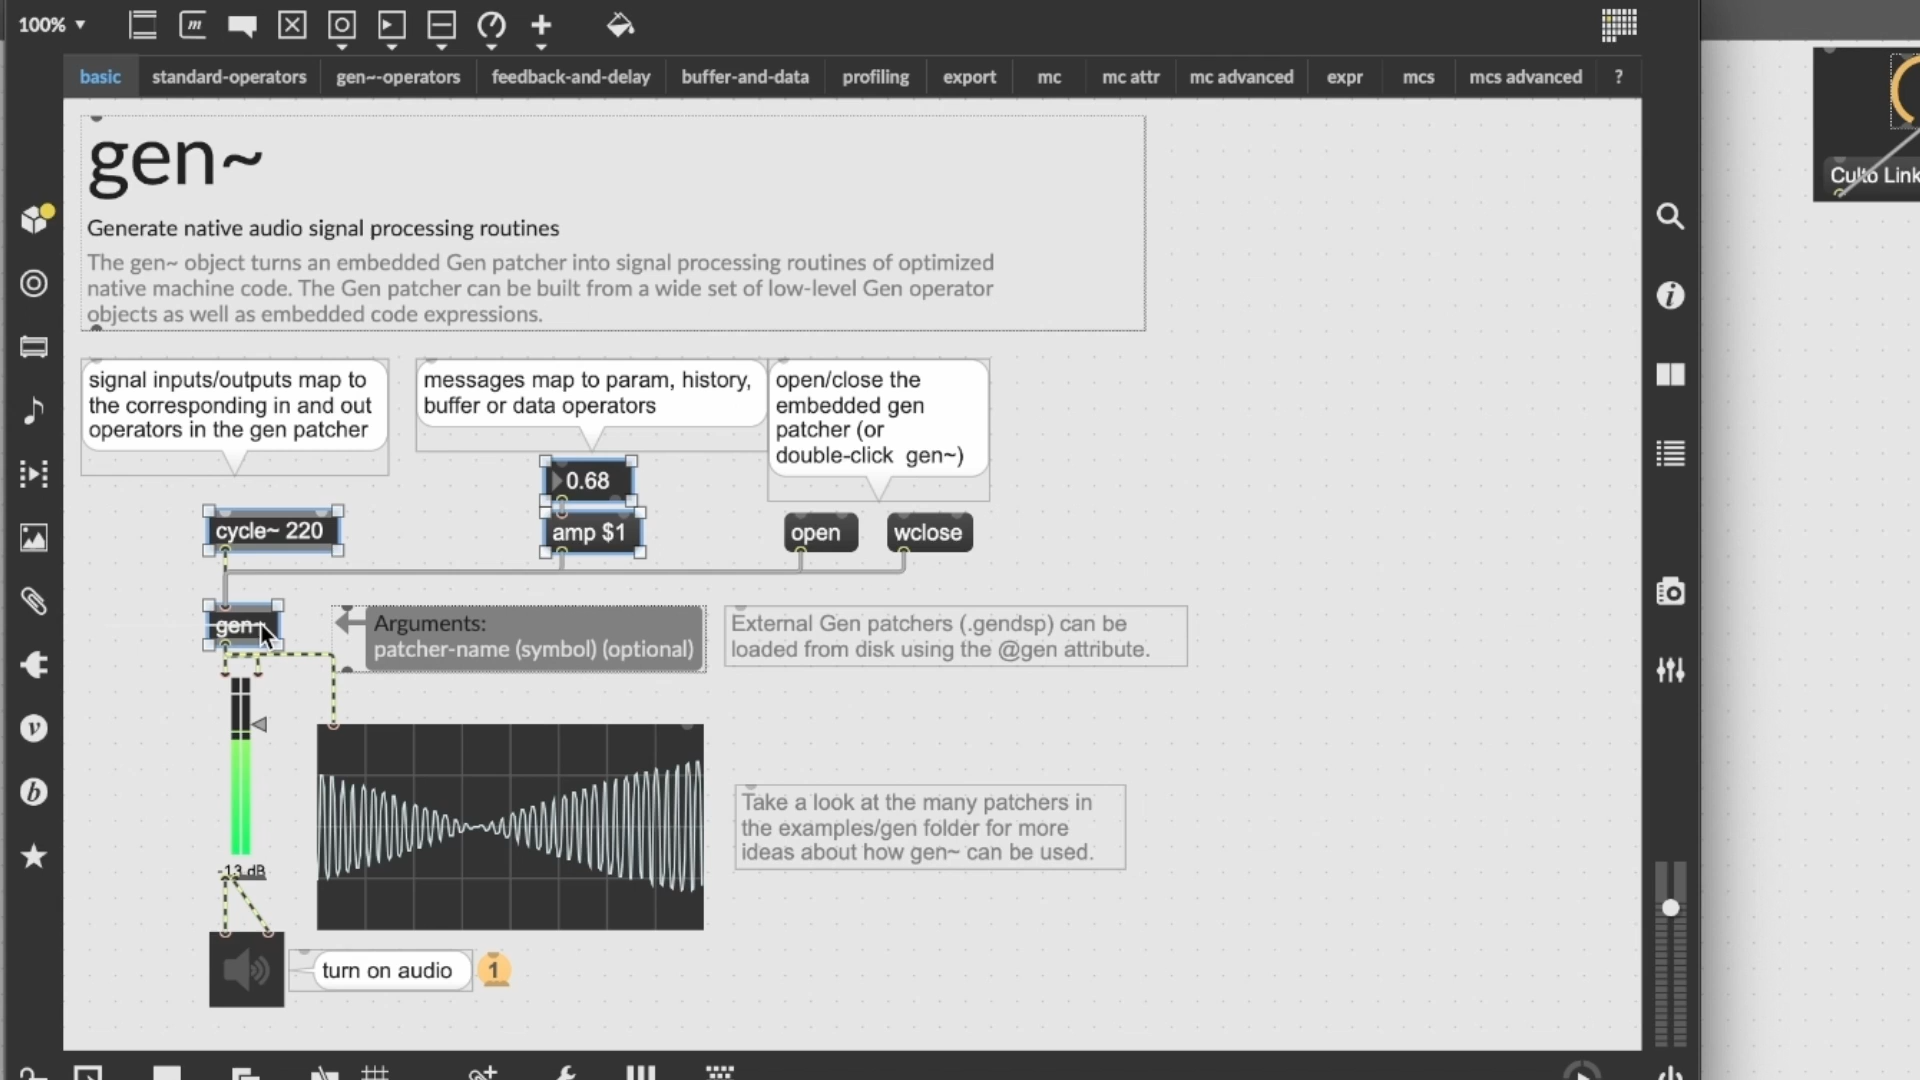 100%
basic
standard-operators
gen~-operators
feedback-and-delay
buffer-and-data
profiling
export
mc
mc attr
mc advanced
expr
mcs
mcs advanced
?
gen~
Generate native audio signal processing routines
The gen~ object turns an embedded Gen patcher into signal processing routines of optimized
native machine code. The Gen patcher can be built from a wide set of low-level Gen operator
objects as well as embedded code expressions.
signal inputs/outputs map to
the corresponding in and out
operators in the gen patcher
messages map to param, history,
buffer or data operators
open/close the
embedded gen
patcher (or
double-click gen~)
0.68
cycle~ 220
amp $1
open
wclose
gen~
Arguments:
patcher-name (symbol) (optional)
External Gen patchers (.gendsp) can be
loaded from disk using the @gen attribute.
Take a look at the many patchers in
the examples/gen folder for more
ideas about how gen~ can be used.
-13 dB
turn on audio
1
Culto Link